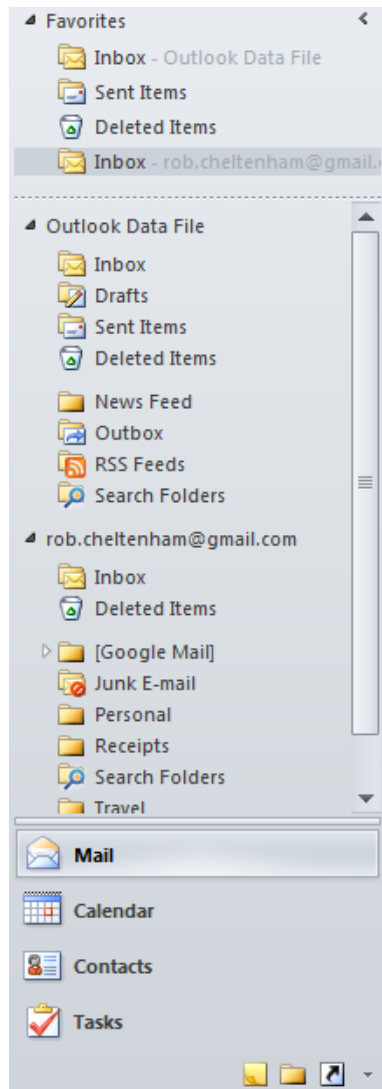 Favorites
Inbox - Outlook Data File
Sent Items
Deleted Items
Inbox - rob.cheltenham@gmail.
Outlook Data File
Inbox
Drafts
Sent Items
Deleted Items
News Feed
Outbox
RSS Feeds
Search Folders
rob.cheltenham@gmail.com
Inbox
Deleted Items
[Google Mail]
Junk E-mail
Personal
Receipts
Search Folders
Travel
Mail
Calendar
Contacts
Tasks